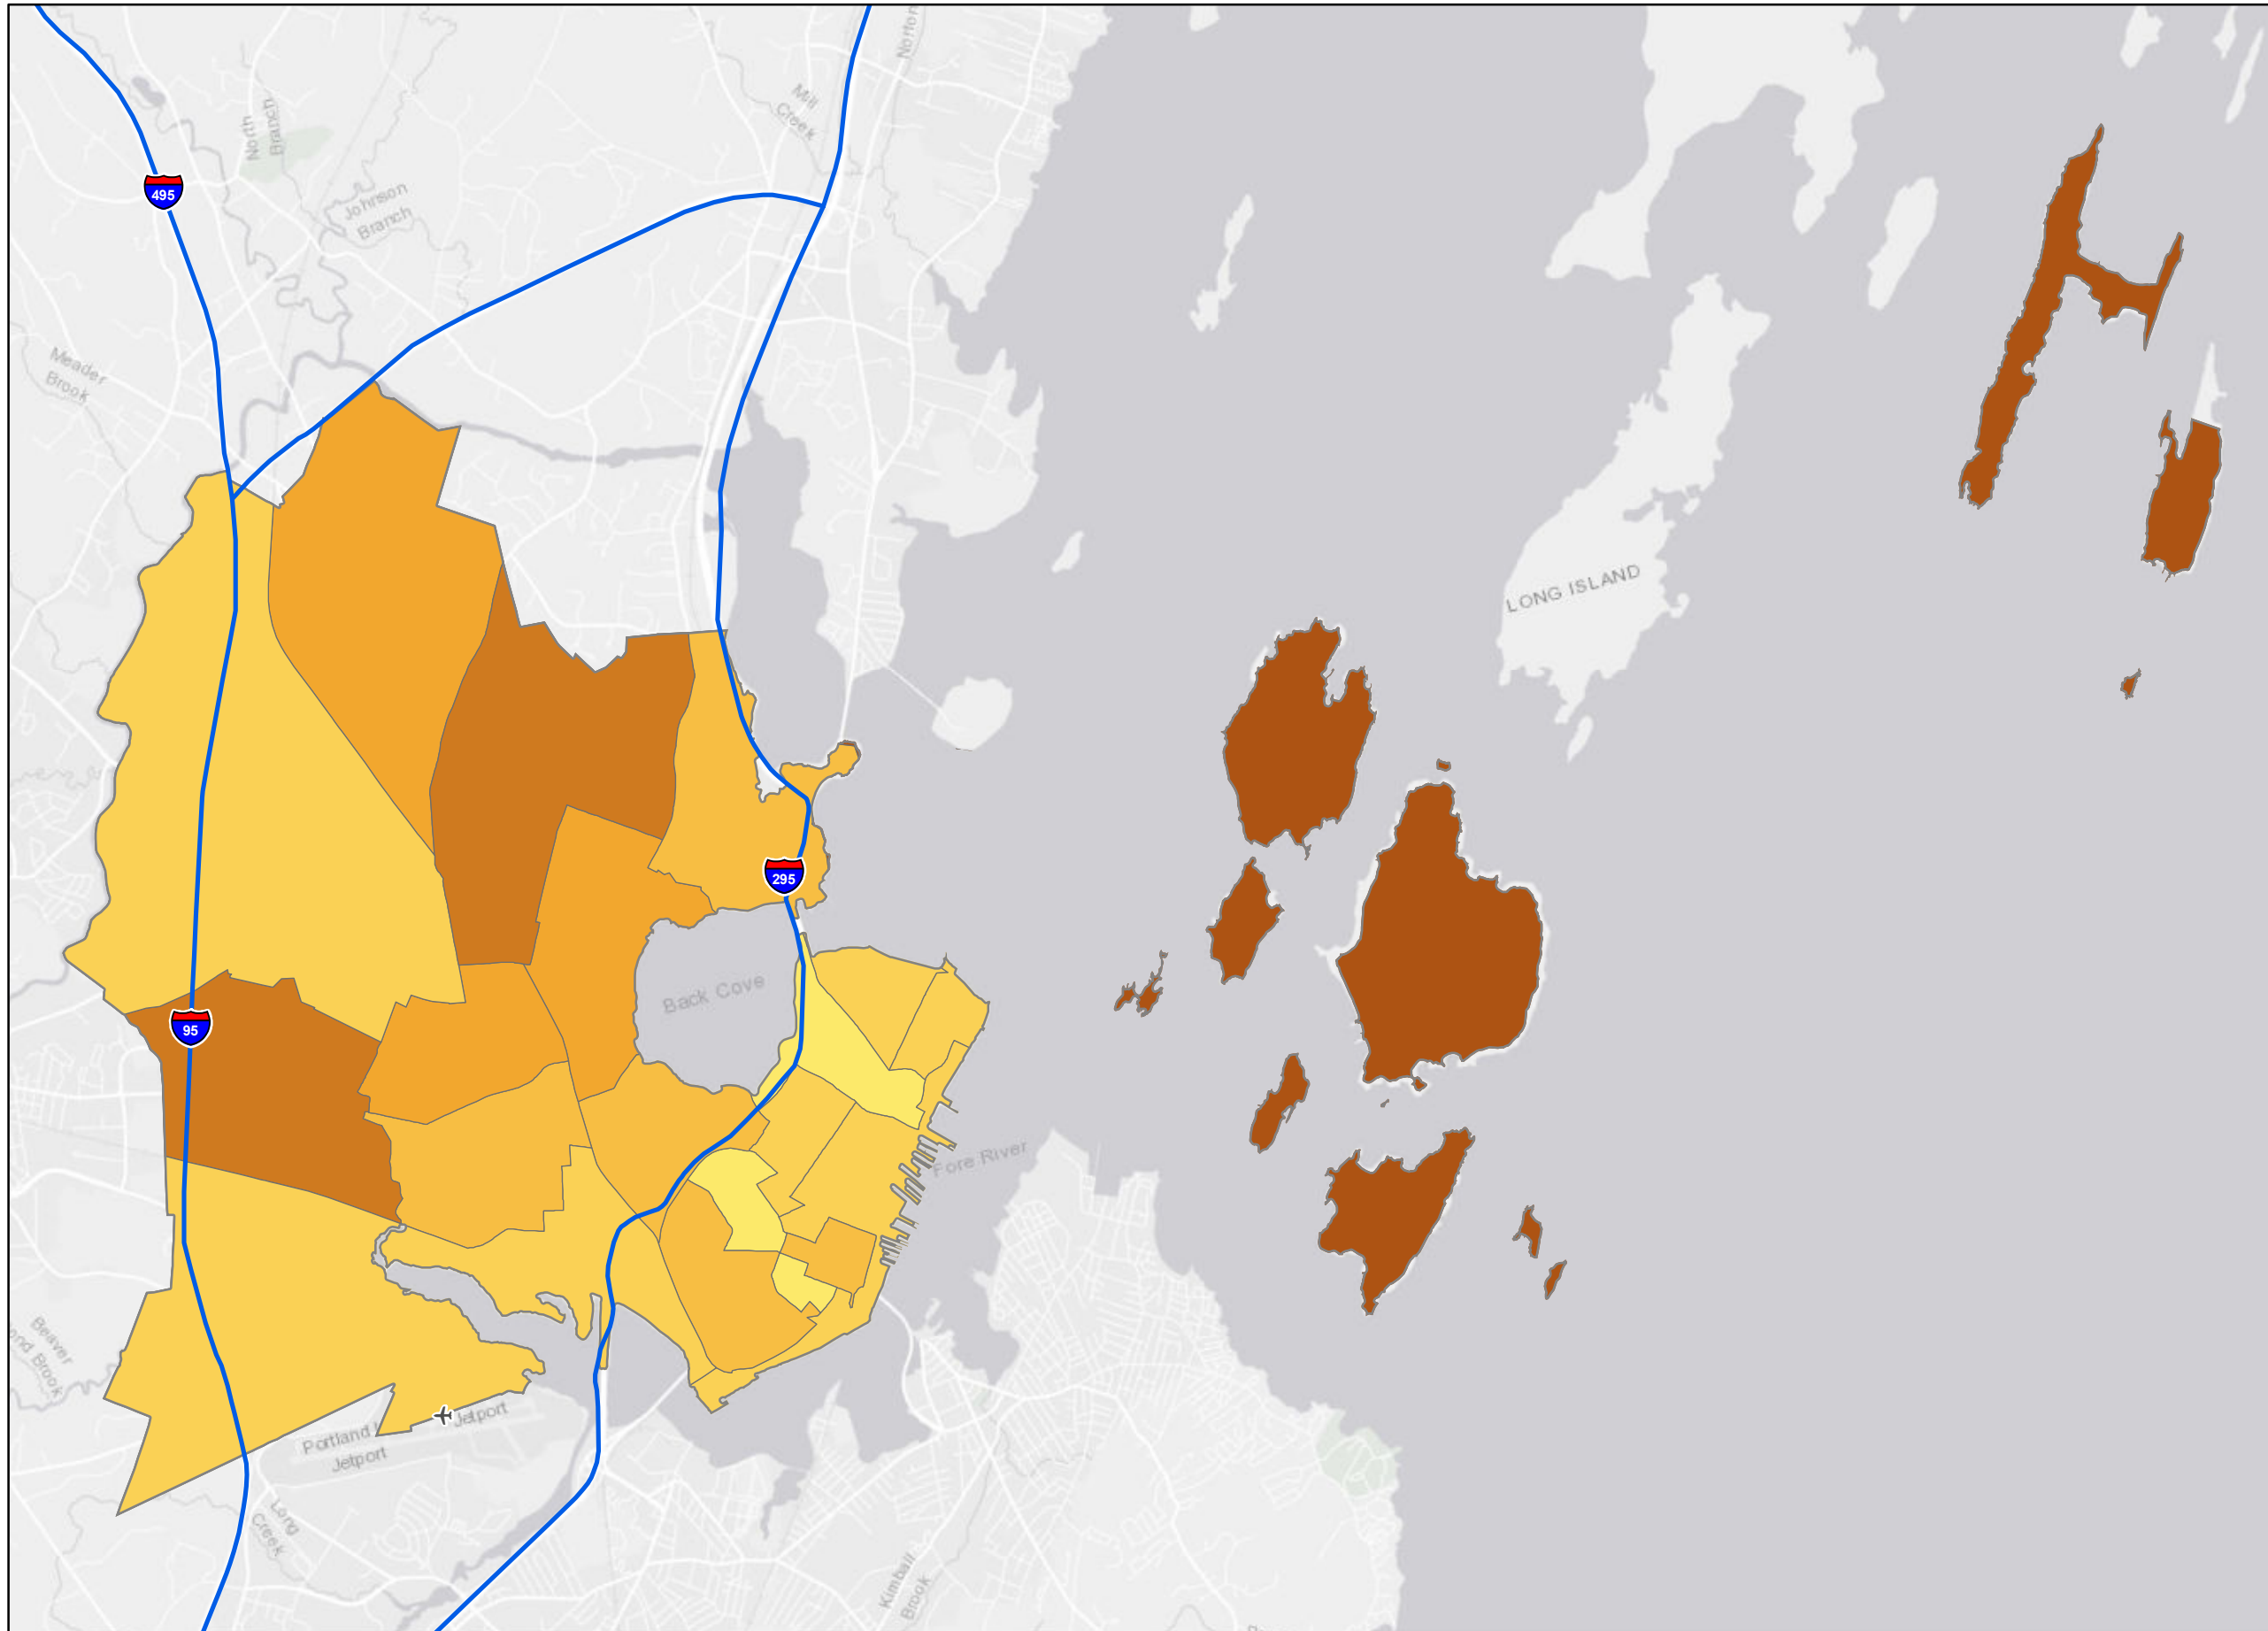 Norton
Mill
Creek
North
Branch
495
Johnson
Branch
Meader
Brook
LONG ISLAND
295
Back Cove
95
Fore River
Beaver
ond Brook
Jetport
Portland I
Jetport
Long
Creek
Kimball
Brook